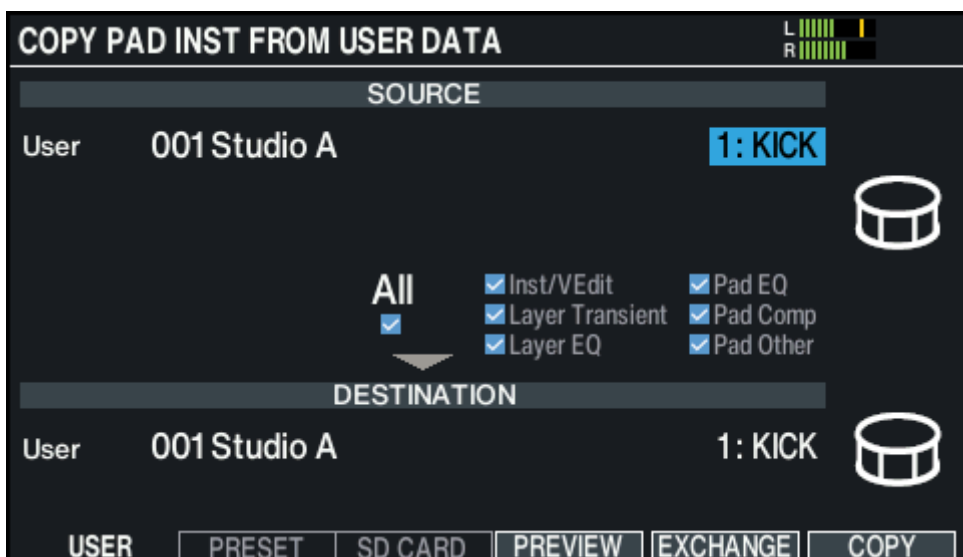 COPY PAD INST FROM USER DATA
L
R
SOURCE
User 001 Studio A 1: KICK
All
Inst/VEdit Pad EQ
Layer Transient Pad Comp
Layer EQ Pad Other
DESTINATION
User 001 Studio A 1: KICK
USER PRESET SD CARD PREVIEW EXCHANGE COPY